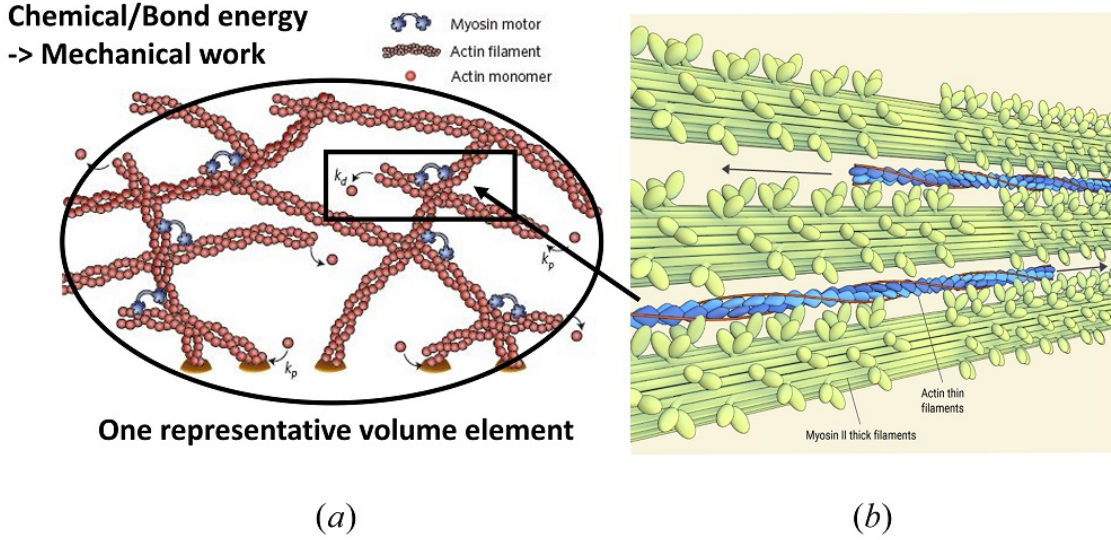 Chemical/Bond energy
-> Mechanical work
Myosin motor
Actin filament
Actin monomer
k_d
k_p
k_p
One representative volume element
Actin thin
filaments
Myosin II thick filaments
(a)
(b)